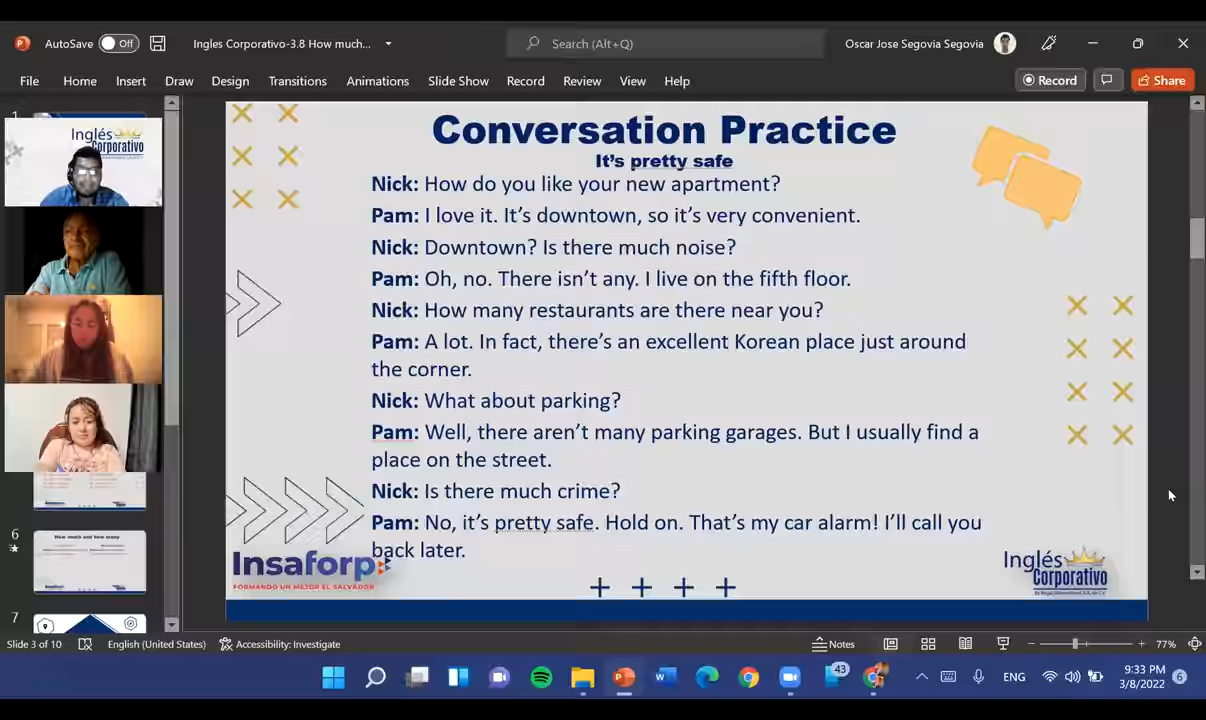 AutoSave Off Ingles Corporativo-3.8 How much... Search (Alt+Q) Oscar Jose Segovia Segovia
File Home Insert Draw Design Transitions Animations Slide Show Record Review View Help Record Share
1
Inglés
Corporativo
Conversation Practice
It's pretty safe
Nick: How do you like your new apartment?
Pam: I love it. It's downtown, so it's very convenient.
Nick: Downtown? Is there much noise?
Pam: Oh, no. There isn't any. I live on the fifth floor.
Nick: How many restaurants are there near you?
Pam: A lot. In fact, there's an excellent Korean place just around
the corner.
Nick: What about parking?
Pam: Well, there aren't many parking garages. But I usually find a
place on the street.
Nick: Is there much crime?
Pam: No, it's pretty safe. Hold on. That's my car alarm! I'll call you
back later.
Insaforp
FORMANDO UN MEJOR EL SALVADOR
Inglés
Corporativo
6
How much and how many
7
Slide 3 of 10 English (United States) Accessibility: Investigate Notes 77%
43 ENG 9:33 PM 6
3/8/2022